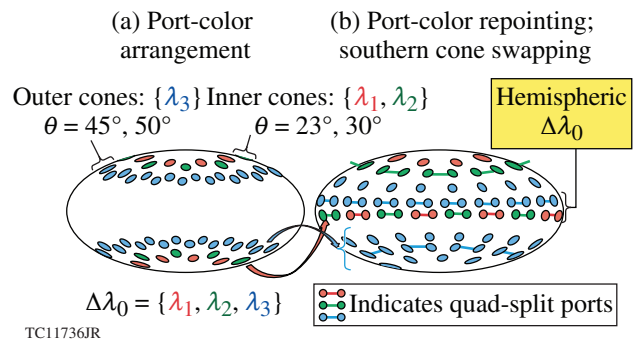 (a) Port-color arrangement
(b) Port-color repointing; southern cone swapping
Outer cones: {λ3} Inner cones: {λ1, λ2}
θ = 45°, 50°
θ = 23°, 30°
Hemispheric
Δλ0
Δλ0 = {λ1, λ2, λ3}
Indicates quad-split ports
TC11736JR